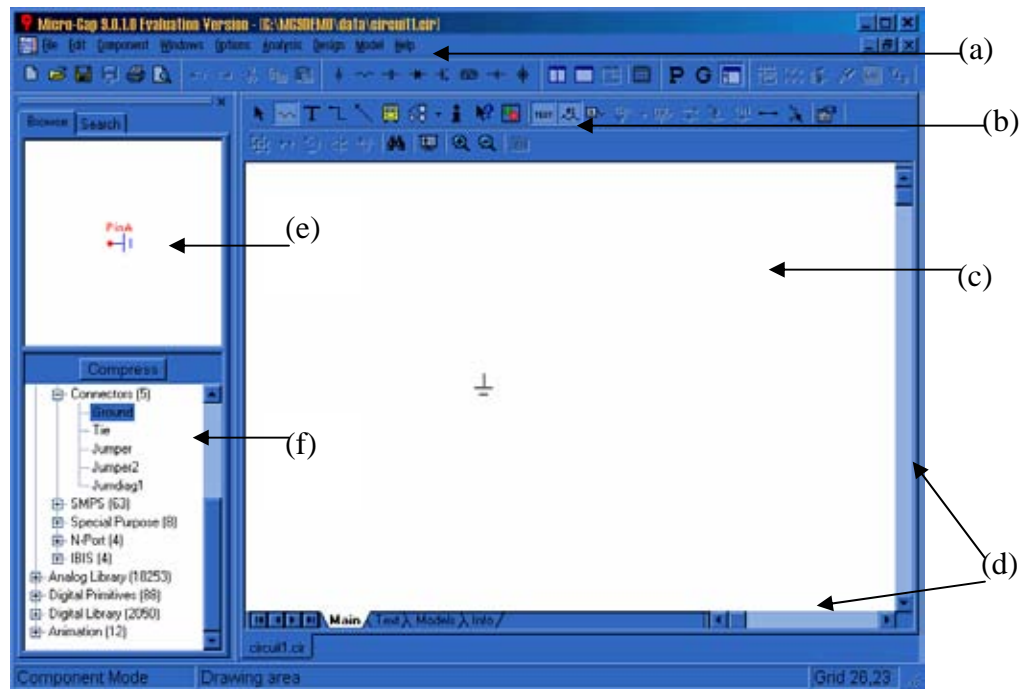 Micro-Cap 9.0.1.0 Evaluation Version - [C:\MC9DEMO\data\circuit1.cir]
File Edit Component Windows Options Analysis Design Model Help
(a)
P G
Browse Search
T TEXT
(b)
PinA
(e)
(c)
Compress
Connectors (5)
Ground
Tie
(f)
Jumper
Jumper2
Jumdiag1
SMPS (63)
Special Purpose (8)
N-Port (4)
IBIS (4)
(d)
Analog Library (18253)
Digital Primitives (88)
Digital Library (2050)
Animation (12)
Main Text Models Info
circuit1.cir
Component Mode Drawing area Grid 26,23